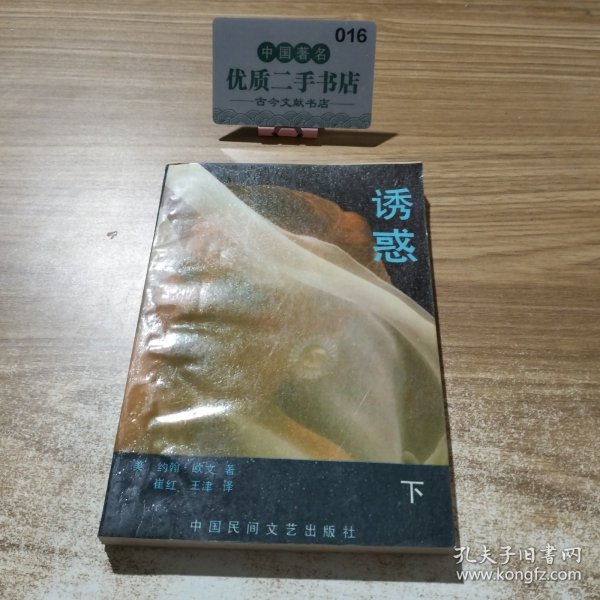 016
中国著名
优质二手书店
古今文献书店
诱惑
美 约翰·欧文 著
崔红 王津 译
下
中国民间文艺出版社
孔夫子旧书网
www.kongfz.com